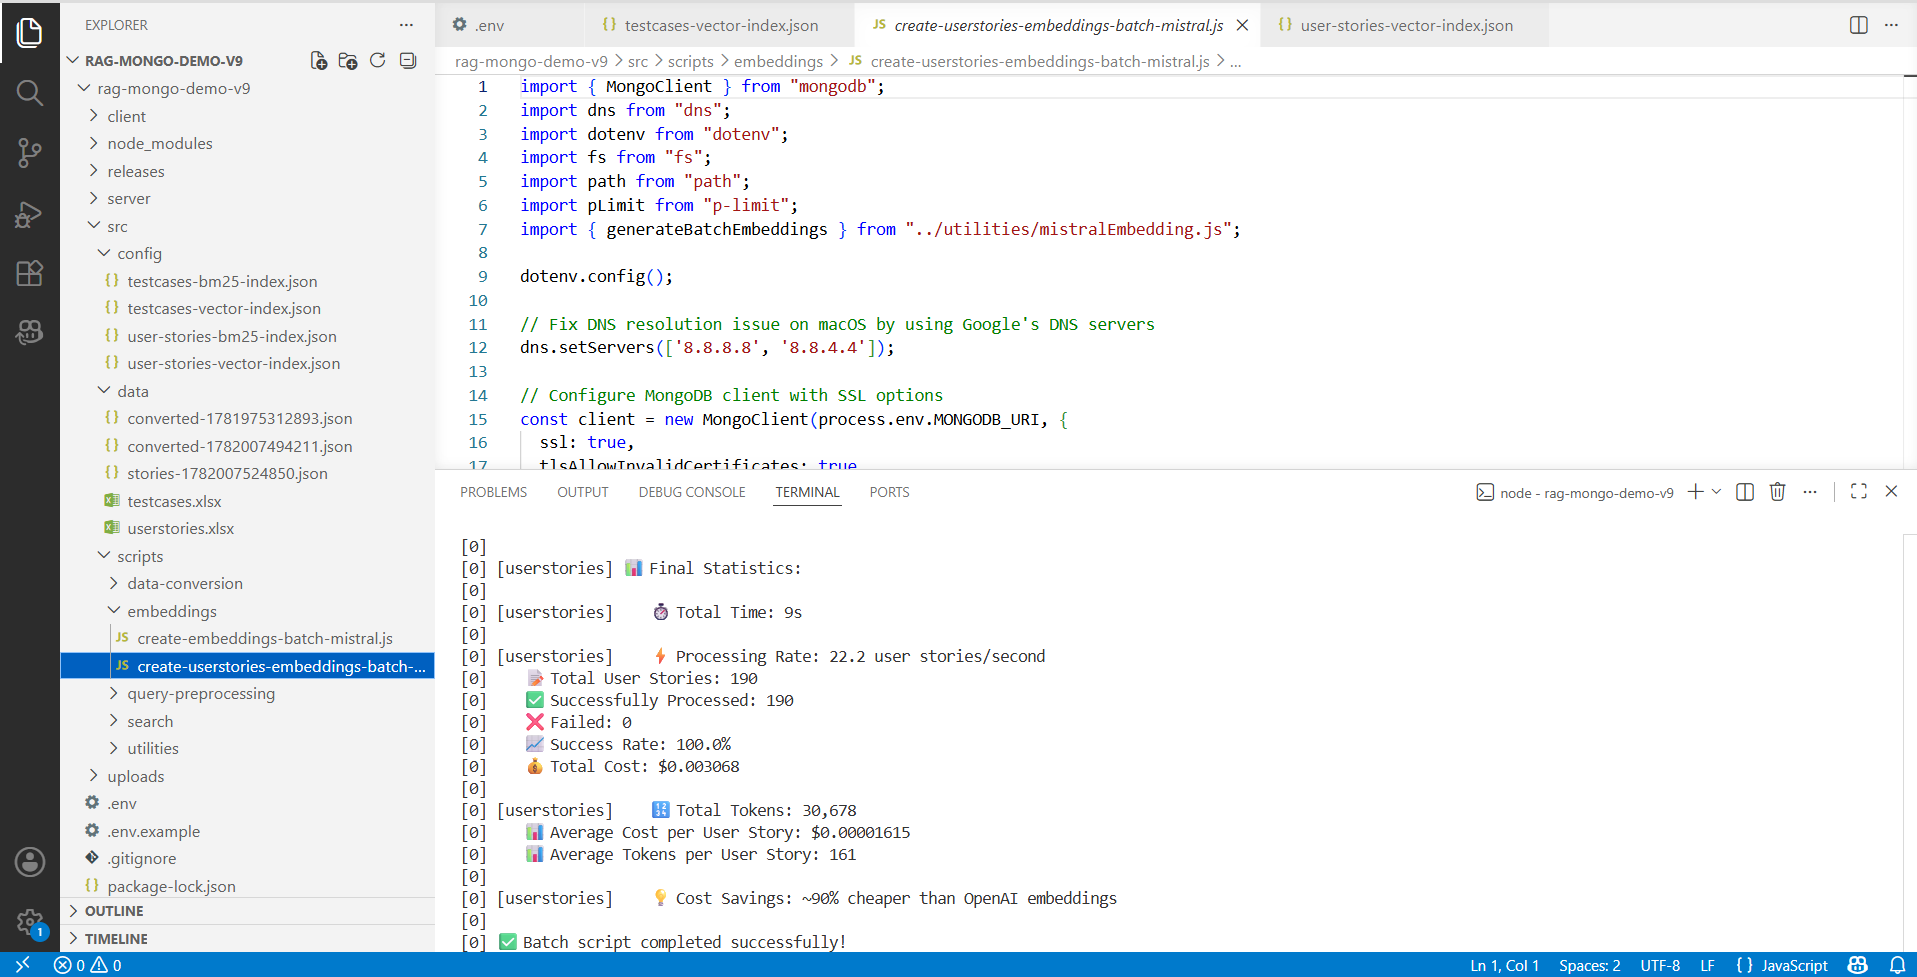 EXPLORER
RAG-MONGO-DEMO-V9
rag-mongo-demo-v9
client
node_modules
releases
server
src
config
testcases-bm25-index.json
testcases-vector-index.json
user-stories-bm25-index.json
user-stories-vector-index.json
data
converted-1781975312893.json
converted-1782007494211.json
stories-1782007524850.json
testcases.xlsx
userstories.xlsx
scripts
data-conversion
embeddings
JS create-embeddings-batch-mistral.js
JS create-userstories-embeddings-batch-...
query-preprocessing
search
utilities
uploads
.env
.env.example
.gitignore
{} package-lock.json
OUTLINE
TIMELINE
.env
{} testcases-vector-index.json
JS create-userstories-embeddings-batch-mistral.js
{} user-stories-vector-index.json
rag-mongo-demo-v9 > src > scripts > embeddings > JS create-userstories-embeddings-batch-mistral.js > ...
1 import { MongoClient } from "mongodb";
2 import dns from "dns";
3 import dotenv from "dotenv";
4 import fs from "fs";
5 import path from "path";
6 import pLimit from "p-limit";
7 import { generateBatchEmbeddings } from "../utilities/mistralEmbedding.js";
8
9 dotenv.config();
10
11 // Fix DNS resolution issue on macOS by using Google's DNS servers
12 dns.setServers(['8.8.8.8', '8.8.4.4']);
13
14 // Configure MongoDB client with SSL options
15 const client = new MongoClient(process.env.MONGODB_URI, {
16 ssl: true,
17 tlsAllowInvalidCertificates: true
PROBLEMS OUTPUT DEBUG CONSOLE TERMINAL PORTS
node - rag-mongo-demo-v9
[0]
[0] [userstories] 📊 Final Statistics:
[0]
[0] [userstories] ⏱ Total Time: 9s
[0]
[0] [userstories] ⚡ Processing Rate: 22.2 user stories/second
[0] 📝 Total User Stories: 190
[0] ✅ Successfully Processed: 190
[0] ❌ Failed: 0
[0] 📈 Success Rate: 100.0%
[0] 💰 Total Cost: $0.003068
[0]
[0] [userstories] 🔢 Total Tokens: 30,678
[0] 📊 Average Cost per User Story: $0.00001615
[0] 📊 Average Tokens per User Story: 161
[0]
[0] [userstories] 💡 Cost Savings: ~90% cheaper than OpenAI embeddings
[0]
[0] ✅ Batch script completed successfully!
1
0 0
Ln 1, Col 1 Spaces: 2 UTF-8 LF {} JavaScript